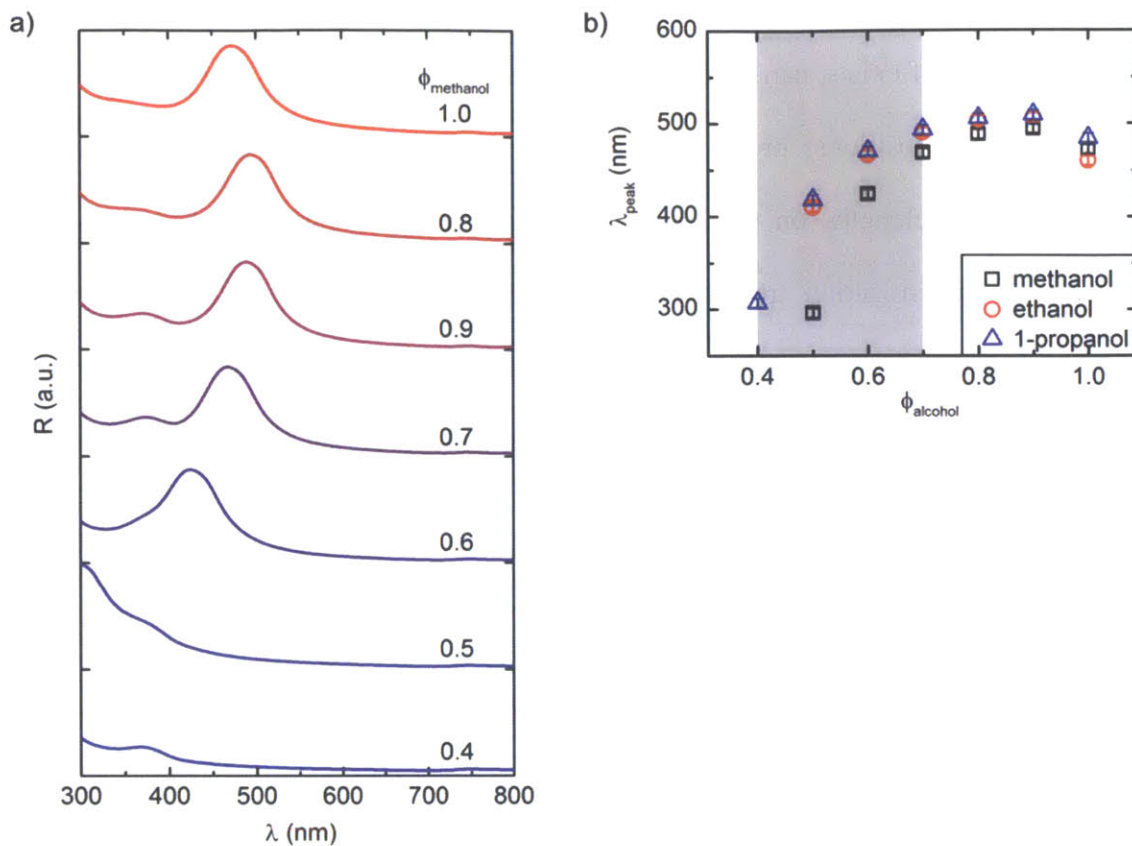 a)
ϕmethanol
1.0
0.8
0.9
0.7
0.6
0.5
0.4
R (a.u.)
300 400 500 600 700 800
λ (nm)
b)
600
500
400
300
λpeak (nm)
0.4 0.6 0.8 1.0
ϕalcohol
methanol
ethanol
1-propanol